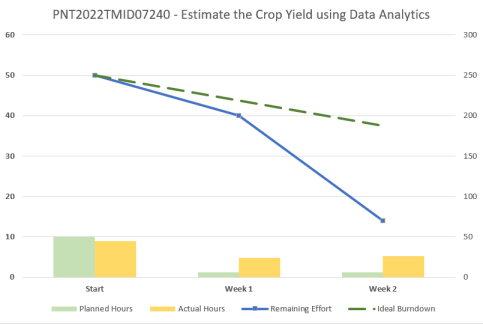 PNT2022TMID07240 - Estimate the Crop Yield using Data Analytics
60 300
50 250
40 200
30 150
20 100
10 50
0 0
Start Week 1 Week 2
Planned Hours Actual Hours Remaining Effort Ideal Burndown